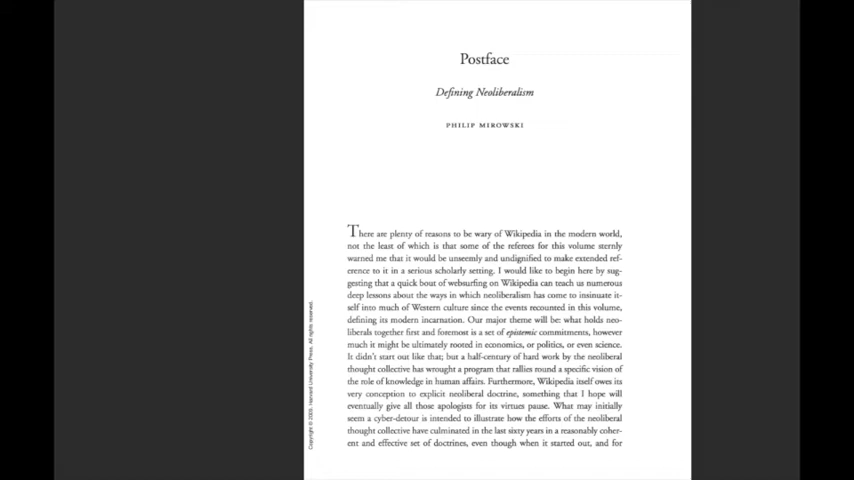 Postface
Defining Neoliberalism
PHILIP MIROWSKI
There are plenty of reasons to be wary of Wikipedia in the modern world,
not the least of which is that some of the referees for this volume sternly
warned me that it would be unseemly and undignified to make extended ref-
erence to it in a serious scholarly setting. I would like to begin here by sug-
gesting that a quick bout of websurfing on Wikipedia can teach us numerous
deep lessons about the ways in which neoliberalism has come to insinuate it-
self into much of Western culture since the events recounted in this volume,
defining its modern incarnation. Our major theme will be: what holds neo-
liberals together first and foremost is a set of epistemic commitments, however
much it might be ultimately rooted in economics, or politics, or even science.
It didn't start out like that; but a half-century of hard work by the neoliberal
thought collective has wrought a program that rallies round a specific vision of
the role of knowledge in human affairs. Furthermore, Wikipedia itself owes its
very conception to explicit neoliberal doctrine, something that I hope will
eventually give all those apologists for its virtues pause. What may initially
seem a cyber-detour is intended to illustrate how the efforts of the neoliberal
thought collective have culminated in the last sixty years in a reasonably coher-
ent and effective set of doctrines, even though when it started out, and for
Copyright © 2009. Harvard University Press. All rights reserved.